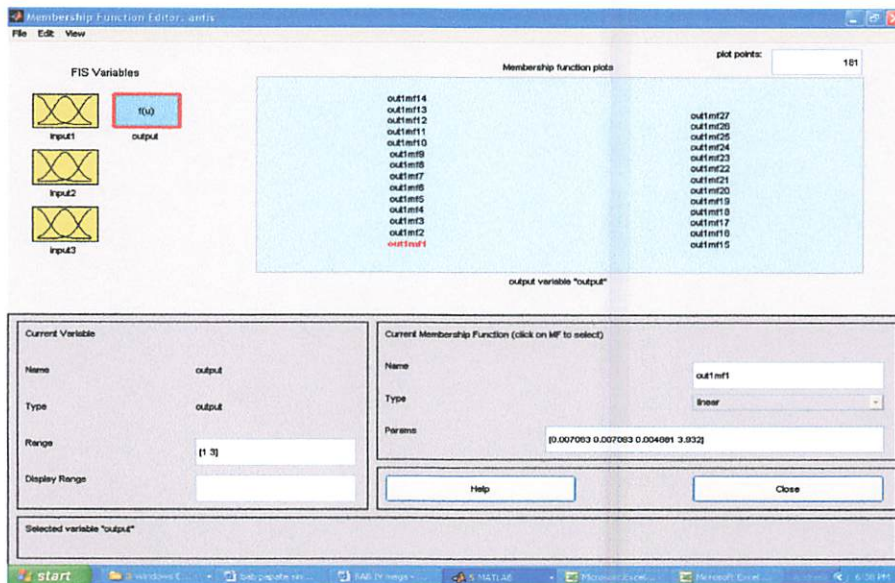 Membership Function Editor: anfis
File Edit View
FIS Variables
Membership function plots
plot points:
181
f(u)
input1
output
input2
input3
out1mf14
out1mf13
out1mf12
out1mf11
out1mf10
out1mf9
out1mf8
out1mf7
out1mf6
out1mf5
out1mf4
out1mf3
out1mf2
out1mf1
out1mf27
out1mf26
out1mf25
out1mf24
out1mf23
out1mf22
out1mf21
out1mf20
out1mf19
out1mf18
out1mf17
out1mf16
out1mf15
output variable "output"
Current Variable
Name output
Type output
Range [1 3]
Display Range
Current Membership Function (click on MF to select)
Name out1mf1
Type linear
Params [0.007083 0.007083 0.004661 3.932]
Help Close
Selected variable "output"
start
5 MATLAB
Microsoft Excel
Microsoft Excel